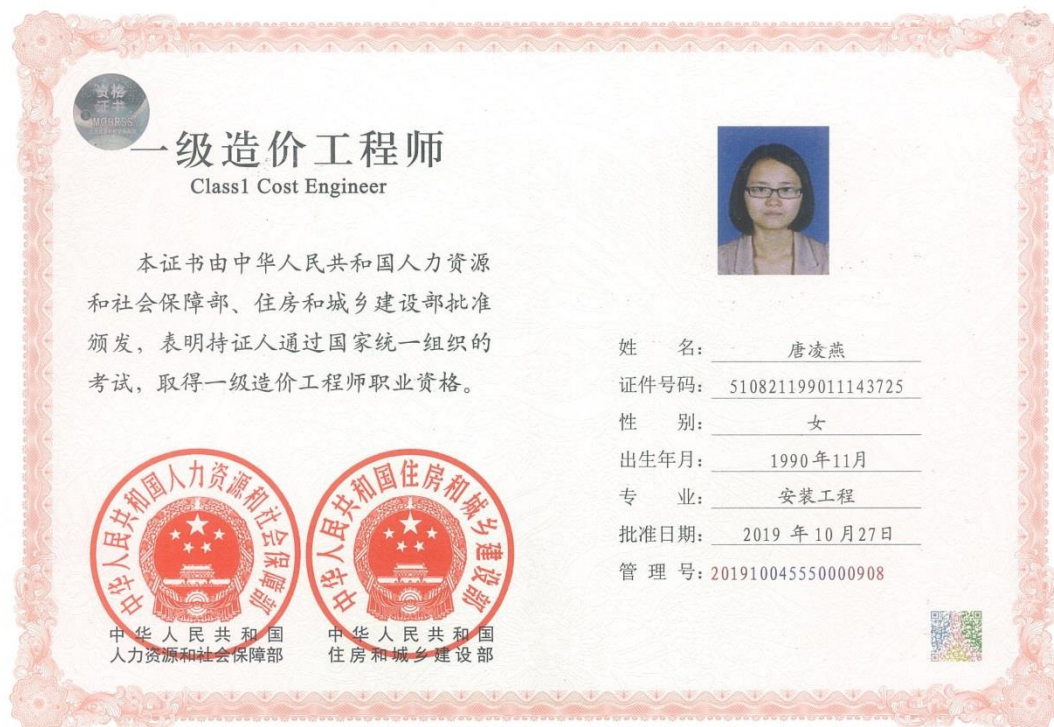 资格
证书
一级造价工程师
Class1 Cost Engineer
本证书由中华人民共和国人力资源
和社会保障部、住房和城乡建设部批准
颁发，表明持证人通过国家统一组织的
考试，取得一级造价工程师职业资格。
中华人民共和国人力资源和社会保障部
中华人民共和国住房和城乡建设部
中华人民共和国
人力资源和社会保障部
中华人民共和国
住房和城乡建设部
姓 名： 唐凌燕
证件号码： 510821199011143725
性 别： 女
出生年月： 1990年11月
专 业： 安装工程
批准日期： 2019 年 10 月27日
管 理 号： 201910045550000908